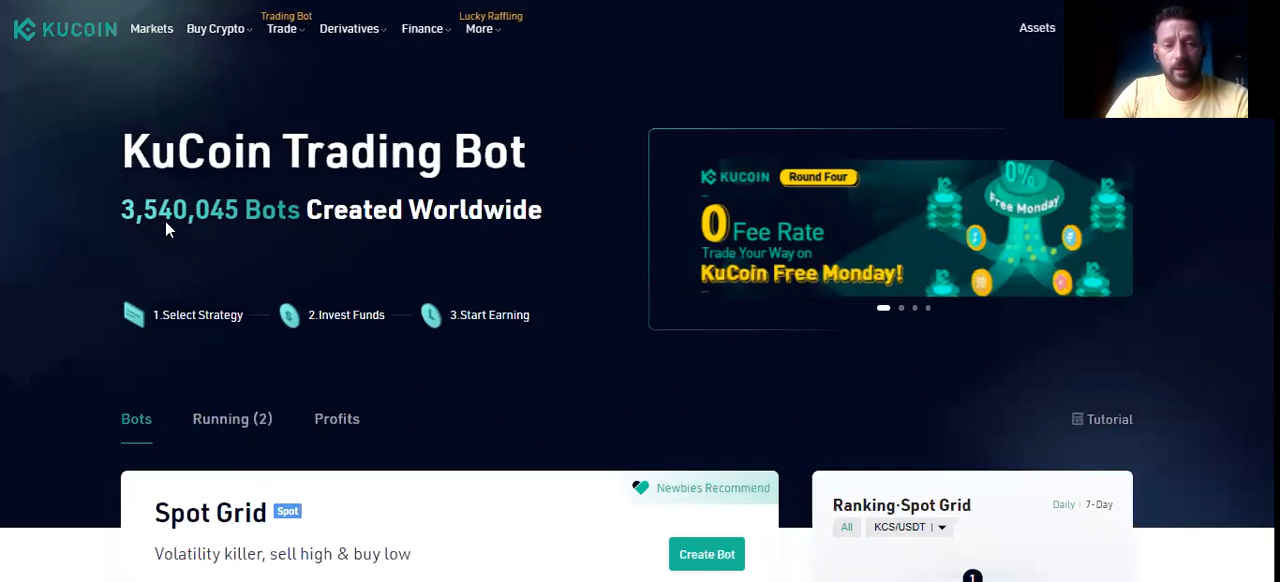 KUCOIN
Markets
Buy Crypto
Trading Bot
Trade
Derivatives
Finance
Lucky Raffling
More
Assets
KuCoin Trading Bot
3,540,045 Bots Created Worldwide
1.Select Strategy
2.Invest Funds
3.Start Earning
KUCOIN Round Four
0 Fee Rate
Trade Your Way on
KuCoin Free Monday!
0%
Free Monday
Bots
Running (2)
Profits
Tutorial
Newbies Recommend
Spot Grid Spot
Volatility killer, sell high & buy low
Create Bot
Ranking·Spot Grid
Daily | 7-Day
All
KCS/USDT
1